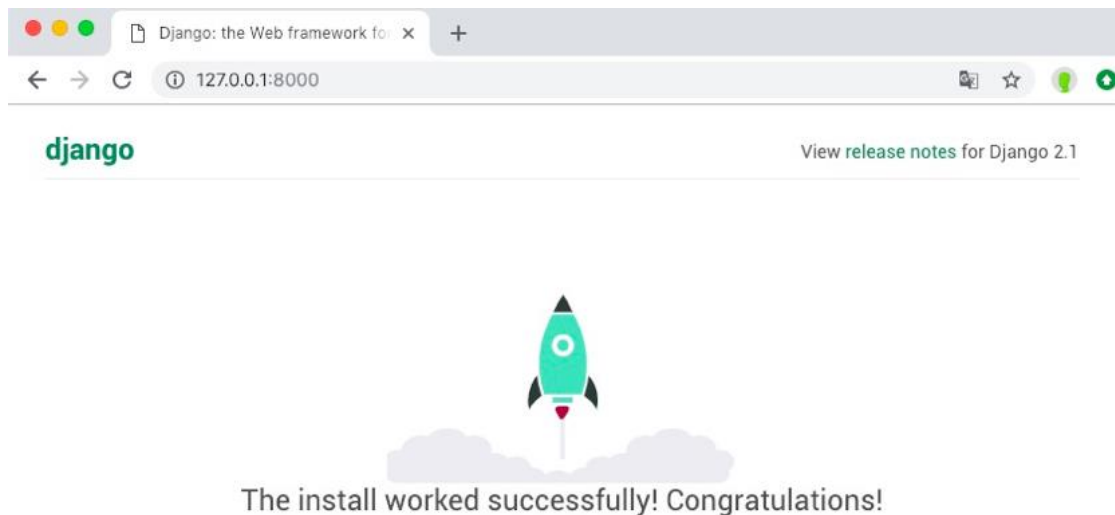 Django: the Web framework fo
127.0.0.1:8000
django
View release notes for Django 2.1
The install worked successfully! Congratulations!